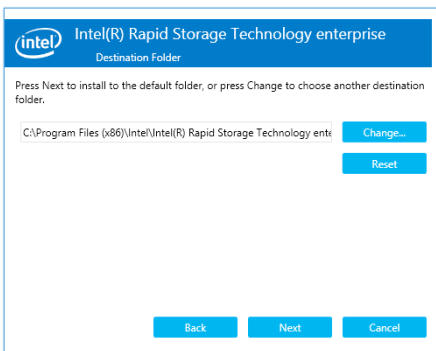 intel
Intel(R) Rapid Storage Technology enterprise
Destination Folder
Press Next to install to the default folder, or press Change to choose another destination
folder.
C:\Program Files (x86)\Intel\Intel(R) Rapid Storage Technology ente
Change...
Reset
Back
Next
Cancel